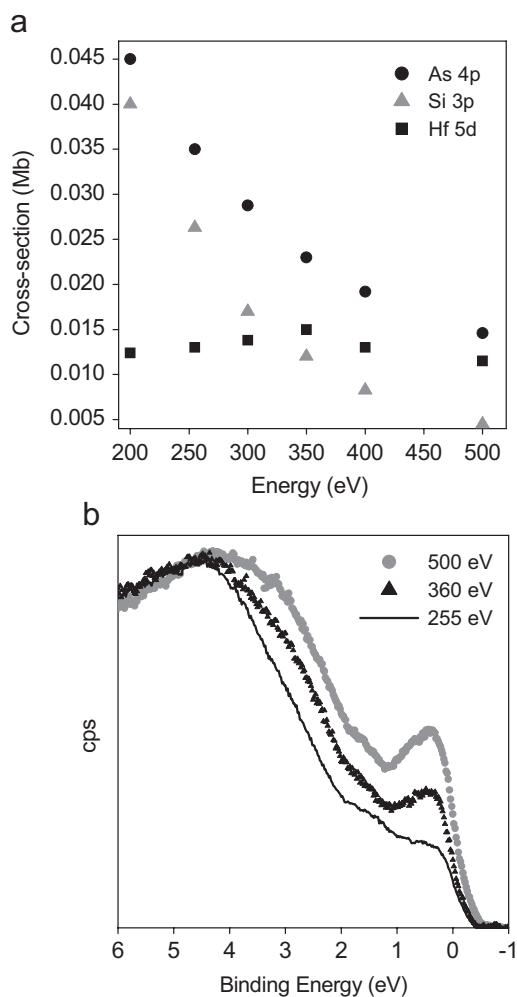 a
0.045
0.040
0.035
0.030
0.025
0.020
0.015
0.010
0.005
Cross-section (Mb)
As 4p
Si 3p
Hf 5d
200 250 300 350 400 450 500
Energy (eV)
b
500 eV
360 eV
255 eV
cps
6 5 4 3 2 1 0 -1
Binding Energy (eV)